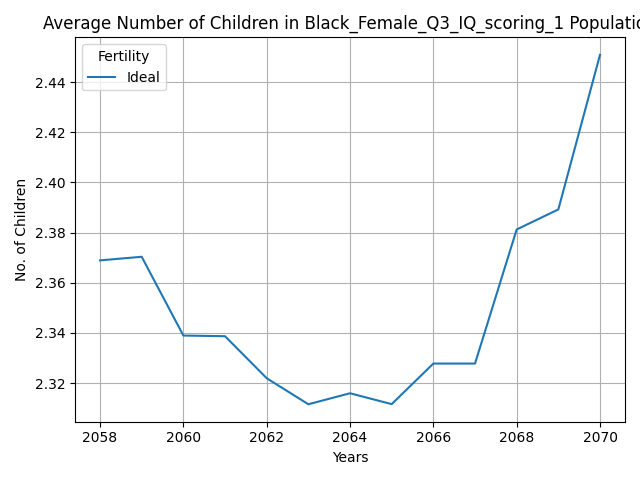 Average Number of Children in Black_Female_Q3_IQ_scoring_1 Populatio
Fertility
Ideal
2.44
2.42
2.40
2.38
2.36
2.34
2.32
No. of Children
2058 2060 2062 2064 2066 2068 2070
Years